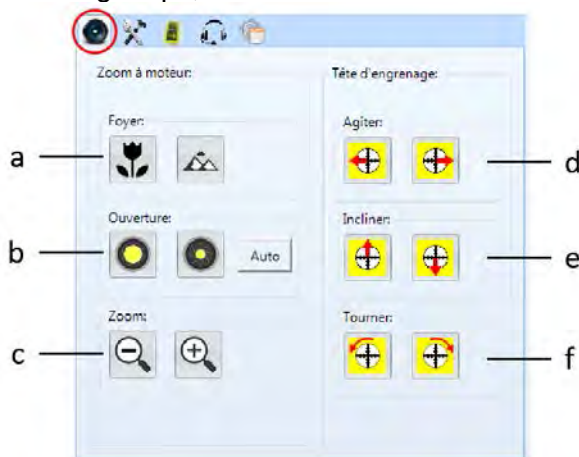 Zoom à moteur:
Tête d'engrenage:
Foyer:
Agiter:
a
d
Ouverture:
Incliner:
b
Auto
e
Zoom:
Tourner:
c
f